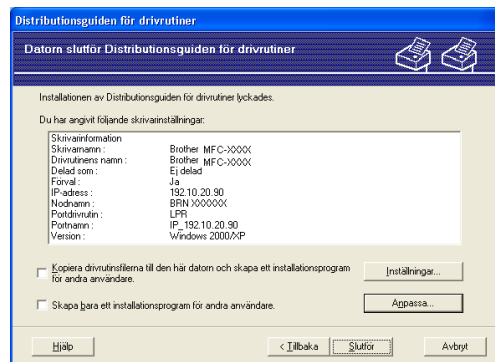 Distributionsguiden för drivrutiner
Datorn slutför Distributionsguiden för drivrutiner
Installationen av Distributionsguiden för drivrutiner lyckades.
Du har angivit följande skrivarinställningar:
Skrivarinformation
Skrivarnamn : Brother MFC-XXXX
Drivrutinens namn : Brother MFC-XXXX
Delad som : Ej delad
Förval : Ja
IP-adress : 192.10.20.90
Nodnamn : BRN XXXXXX
Portdrivrutin : LPR
Portnamn : IP_192.10.20.90
Version : Windows 2000/XP
Kopiera drivrutinsfilerna till den här datorn och skapa ett installationsprogram
för andra användare.
Inställningar...
Skapa bara ett installationsprogram för andra användare.
Anpassa...
Hjälp
< Tillbaka
Slutför
Avbryt